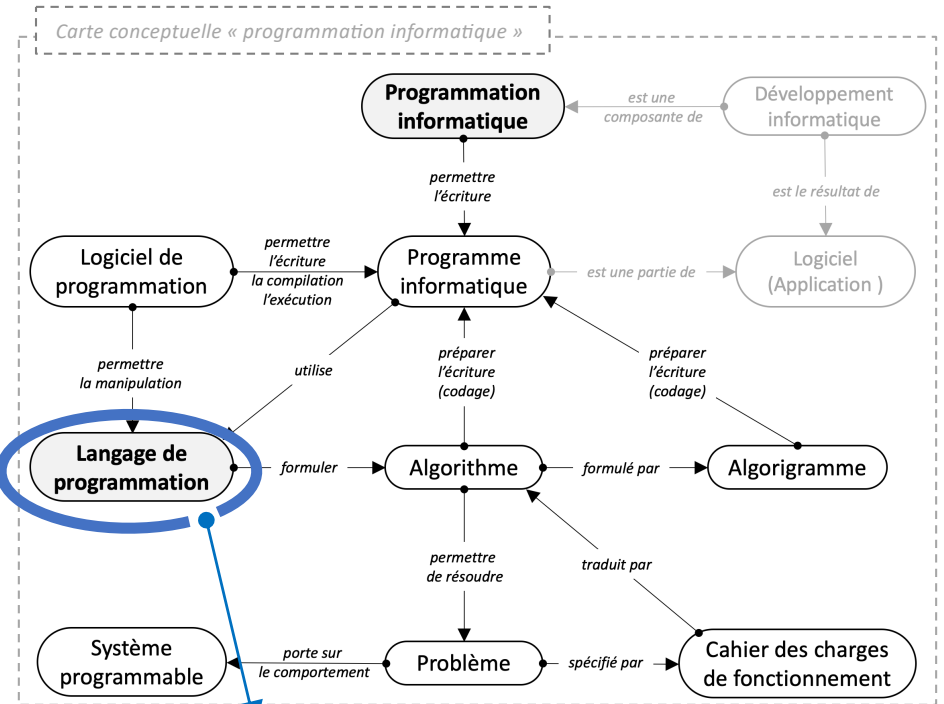 Carte conceptuelle « programmation informatique »
Programmation
informatique
est une
composante de
Développement
informatique
permettre
l'écriture
est le résultat de
Logiciel de
programmation
permettre
l'écriture
la compilation
l'exécution
Programme
informatique
est une partie de
Logiciel
(Application )
permettre
la manipulation
utilise
préparer
l'écriture
(codage)
préparer
l'écriture
(codage)
Langage de
programmation
formuler
Algorithme
formulé par
Algorigramme
permettre
de résoudre
traduit par
Système
programmable
porte sur
le comportement
Problème
spécifié par
Cahier des charges
de fonctionnement